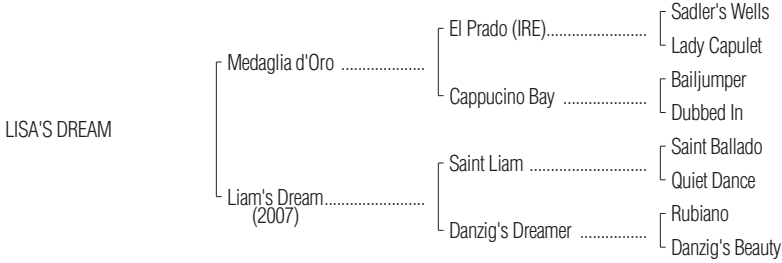 Sadler's Wells
El Prado (IRE)........................
Lady Capulet
Medaglia d'Oro ....................
Bailjumper
Cappucino Bay ....................
Dubbed In
LISA'S DREAM
Saint Ballado
Saint Liam ............................
Quiet Dance
Liam's Dream........................
(2007)
Rubiano
Danzig's Dreamer ................
Danzig's Beauty